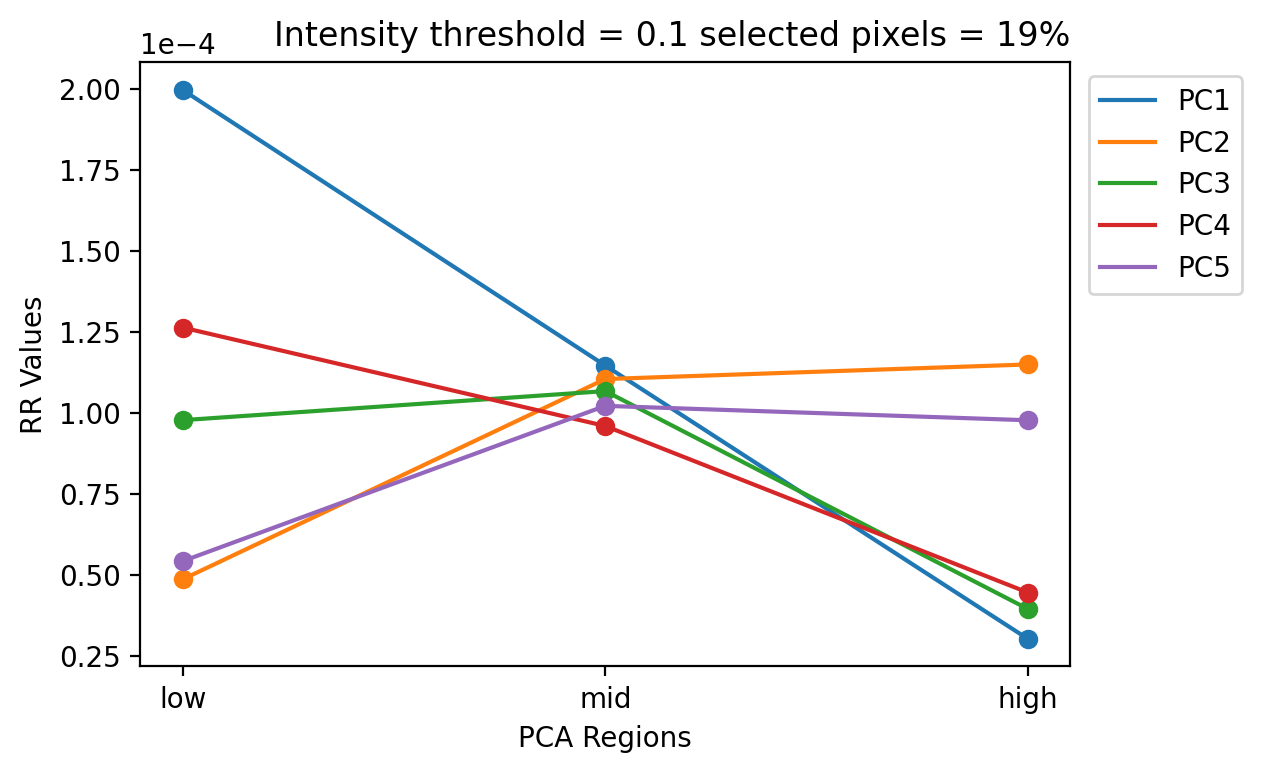 Intensity threshold = 0.1 selected pixels = 19%
1e−4
2.00
1.75
1.50
1.25
1.00
0.75
0.50
0.25
RR Values
low
mid
high
PCA Regions
PC1
PC2
PC3
PC4
PC5